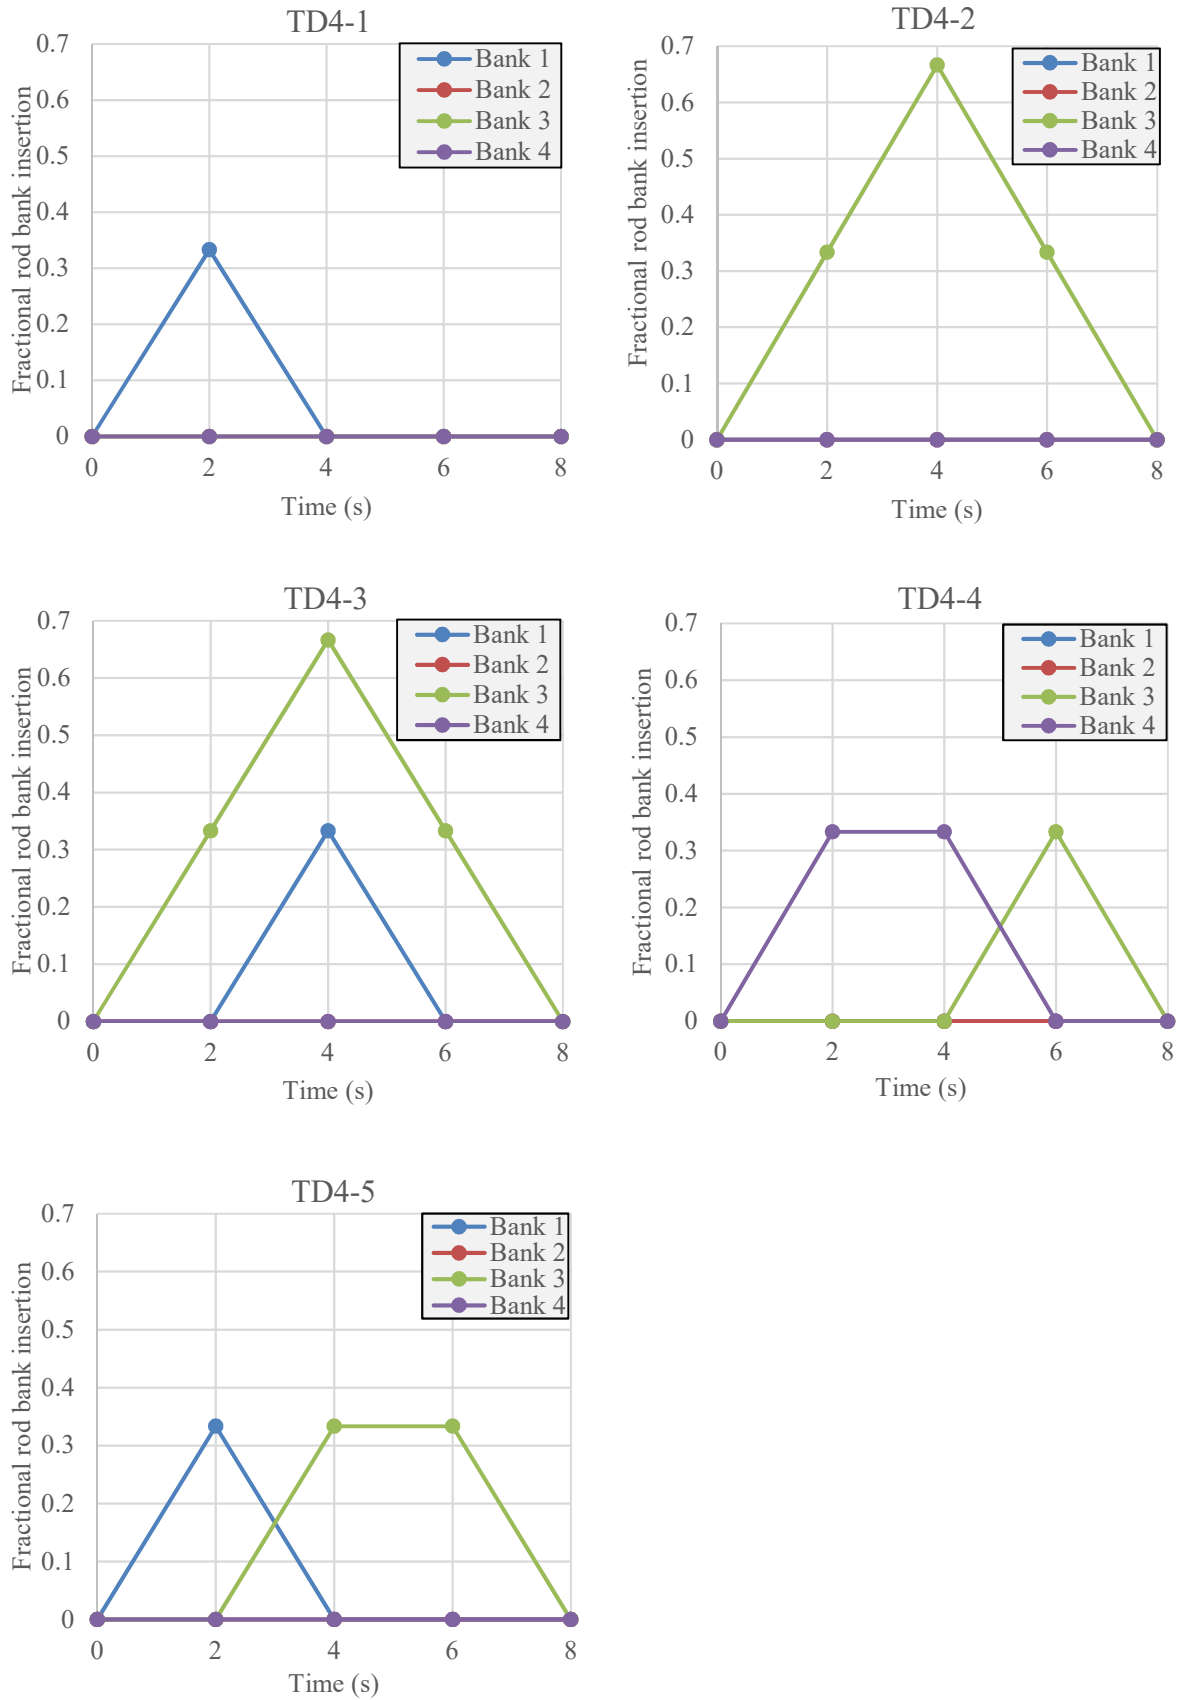 TD4-1
Fractional rod bank insertion
0.7
0.6
0.5
0.4
0.3
0.2
0.1
0
Bank 1
Bank 2
Bank 3
Bank 4
0 2 4 6 8
Time (s)
TD4-2
Fractional rod bank insertion
0.7
0.6
0.5
0.4
0.3
0.2
0.1
0
Bank 1
Bank 2
Bank 3
Bank 4
0 2 4 6 8
Time (s)
TD4-3
Fractional rod bank insertion
0.7
0.6
0.5
0.4
0.3
0.2
0.1
0
Bank 1
Bank 2
Bank 3
Bank 4
0 2 4 6 8
Time (s)
TD4-4
Fractional rod bank insertion
0.7
0.6
0.5
0.4
0.3
0.2
0.1
0
Bank 1
Bank 2
Bank 3
Bank 4
0 2 4 6 8
Time (s)
TD4-5
Fractional rod bank insertion
0.7
0.6
0.5
0.4
0.3
0.2
0.1
0
Bank 1
Bank 2
Bank 3
Bank 4
0 2 4 6 8
Time (s)